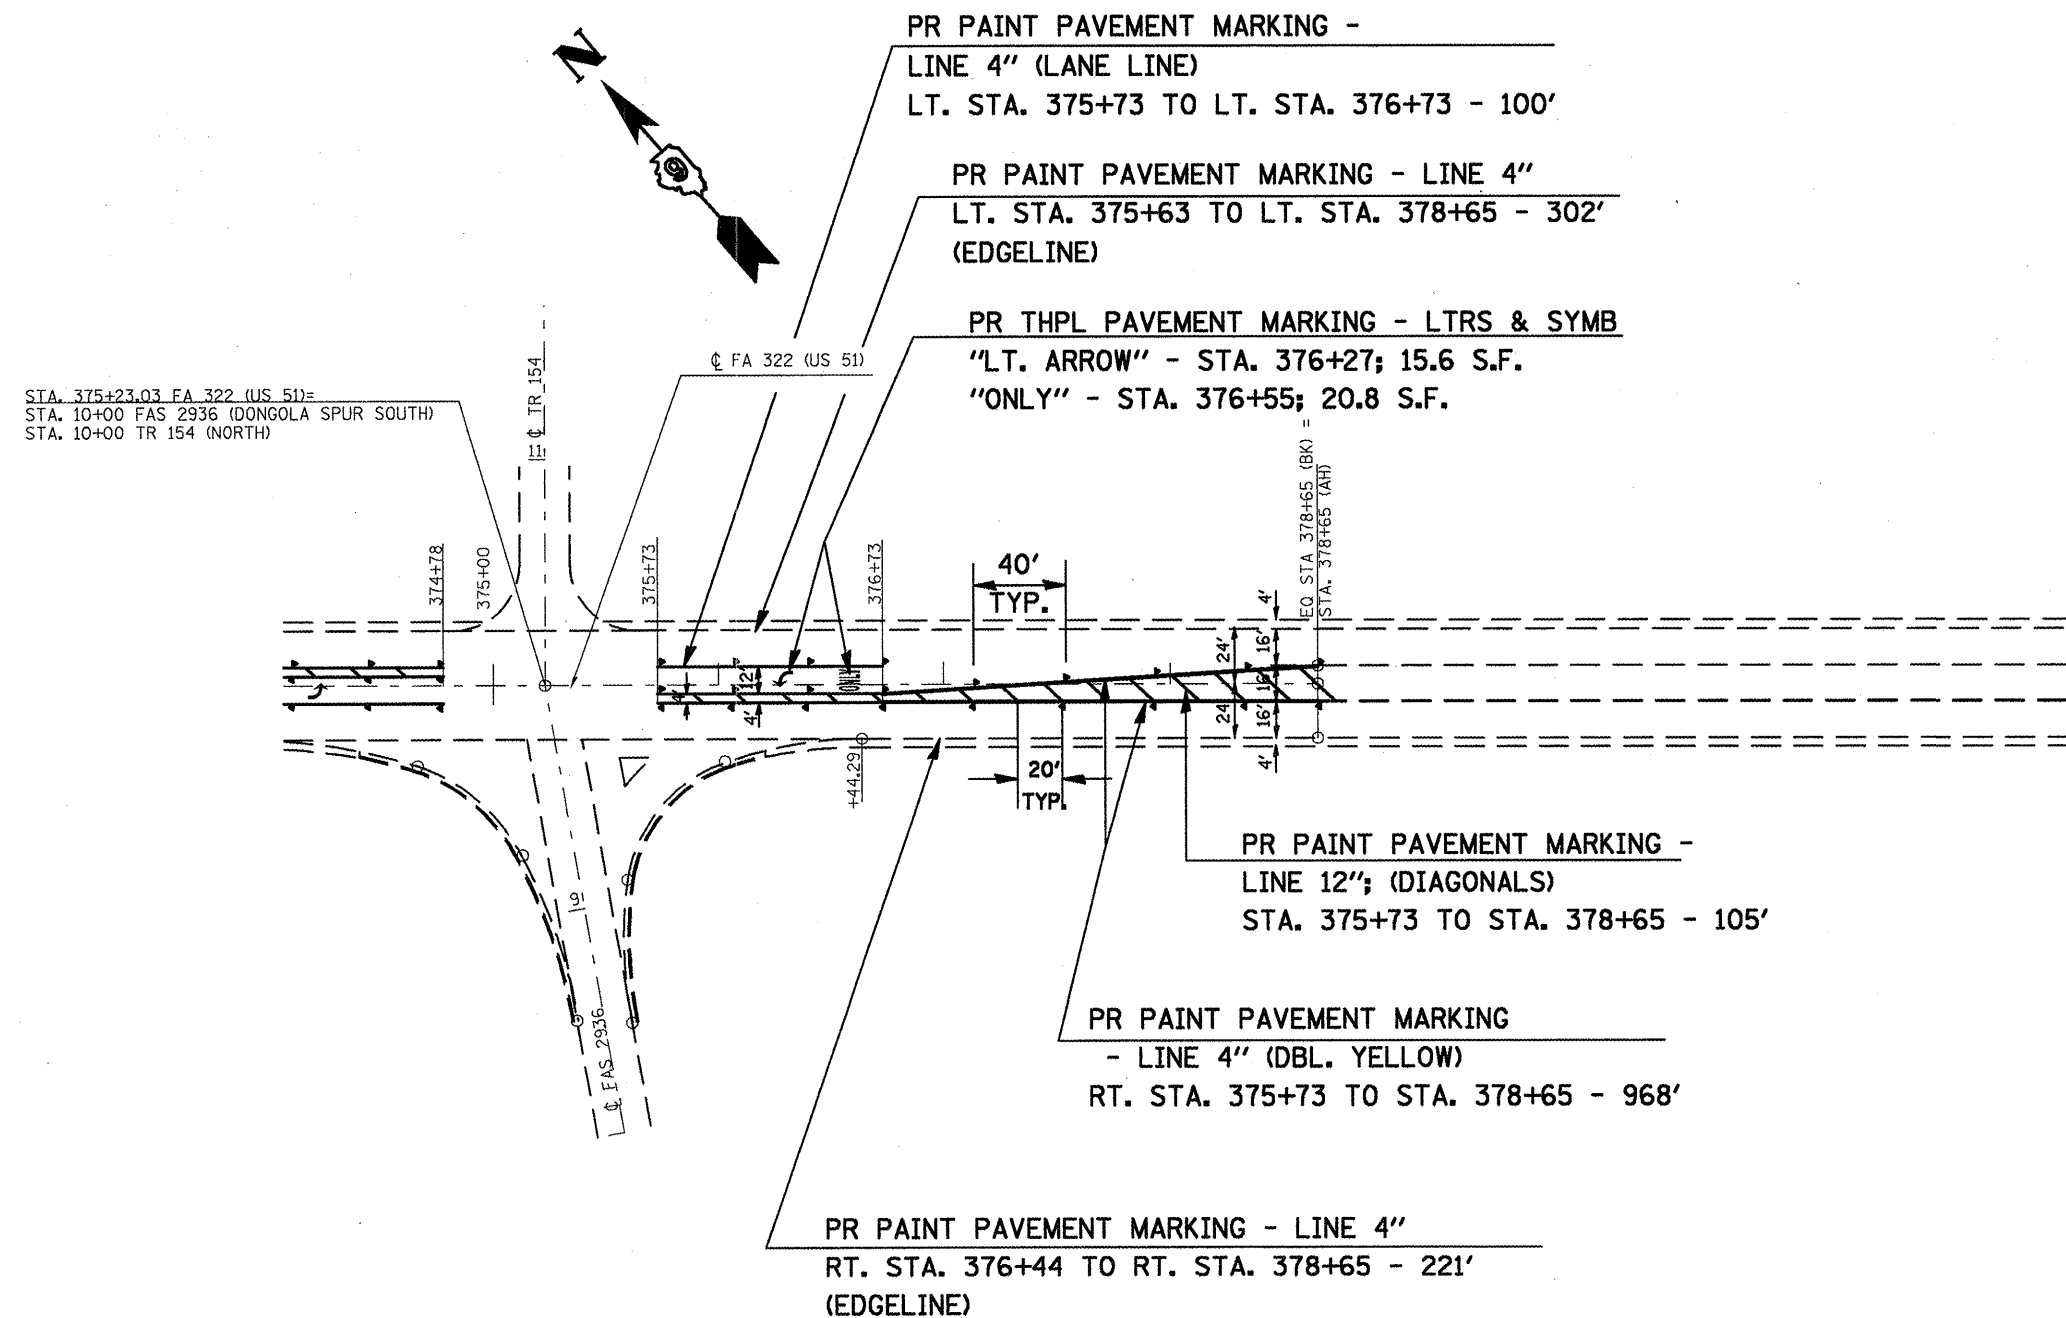 PR PAINT PAVEMENT MARKING -
LINE 4" (LANE LINE)
LT. STA. 375+73 TO LT. STA. 376+73 - 100'
N
9
PR PAINT PAVEMENT MARKING - LINE 4"
LT. STA. 375+63 TO LT. STA. 378+65 - 302'
(EDGELINE)
PR THPL PAVEMENT MARKING - LTRS & SYMB
"LT. ARROW" - STA. 376+27; 15.6 S.F.
"ONLY" - STA. 376+55; 20.8 S.F.
℄ FA 322 (US 51)
STA. 375+23.03 FA 322 (US 51)=
STA. 10+00 FAS 2936 (DONGOLA SPUR SOUTH)
STA. 10+00 TR 154 (NORTH)
℄ TR 154
11
EQ STA 378+65 (BK) =
STA. 378+65 (AH)
374+78
375+00
375+73
376+73
40'
TYP.
4'
24'
16'
12'
ONLY
16'
4'
4'
24'
16'
4'
+44.29
20'
TYP.
9
℄ FAS 2936
PR PAINT PAVEMENT MARKING -
LINE 12"; (DIAGONALS)
STA. 375+73 TO STA. 378+65 - 105'
PR PAINT PAVEMENT MARKING
- LINE 4" (DBL. YELLOW)
RT. STA. 375+73 TO STA. 378+65 - 968'
PR PAINT PAVEMENT MARKING - LINE 4"
RT. STA. 376+44 TO RT. STA. 378+65 - 221'
(EDGELINE)